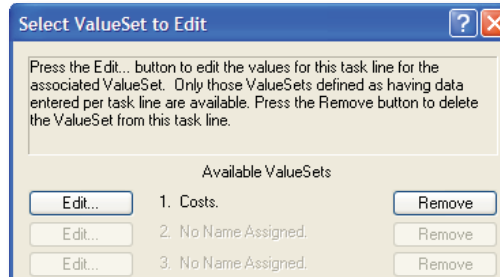 Select ValueSet to Edit
Press the Edit... button to edit the values for this task line for the
associated ValueSet. Only those ValueSets defined as having data
entered per task line are available. Press the Remove button to delete
the ValueSet from this task line.
Available ValueSets
Edit... 1. Costs. Remove
Edit... 2. No Name Assigned. Remove
Edit... 3. No Name Assigned. Remove